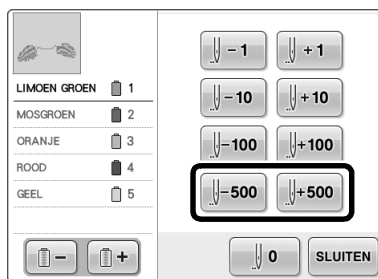 LIMOEN GROEN 1
MOSGROEN 2
ORANJE 3
ROOD 4
GEEL 5
-
+
-1
+1
-10
+10
-100
+100
-500
+500
0
SLUITEN